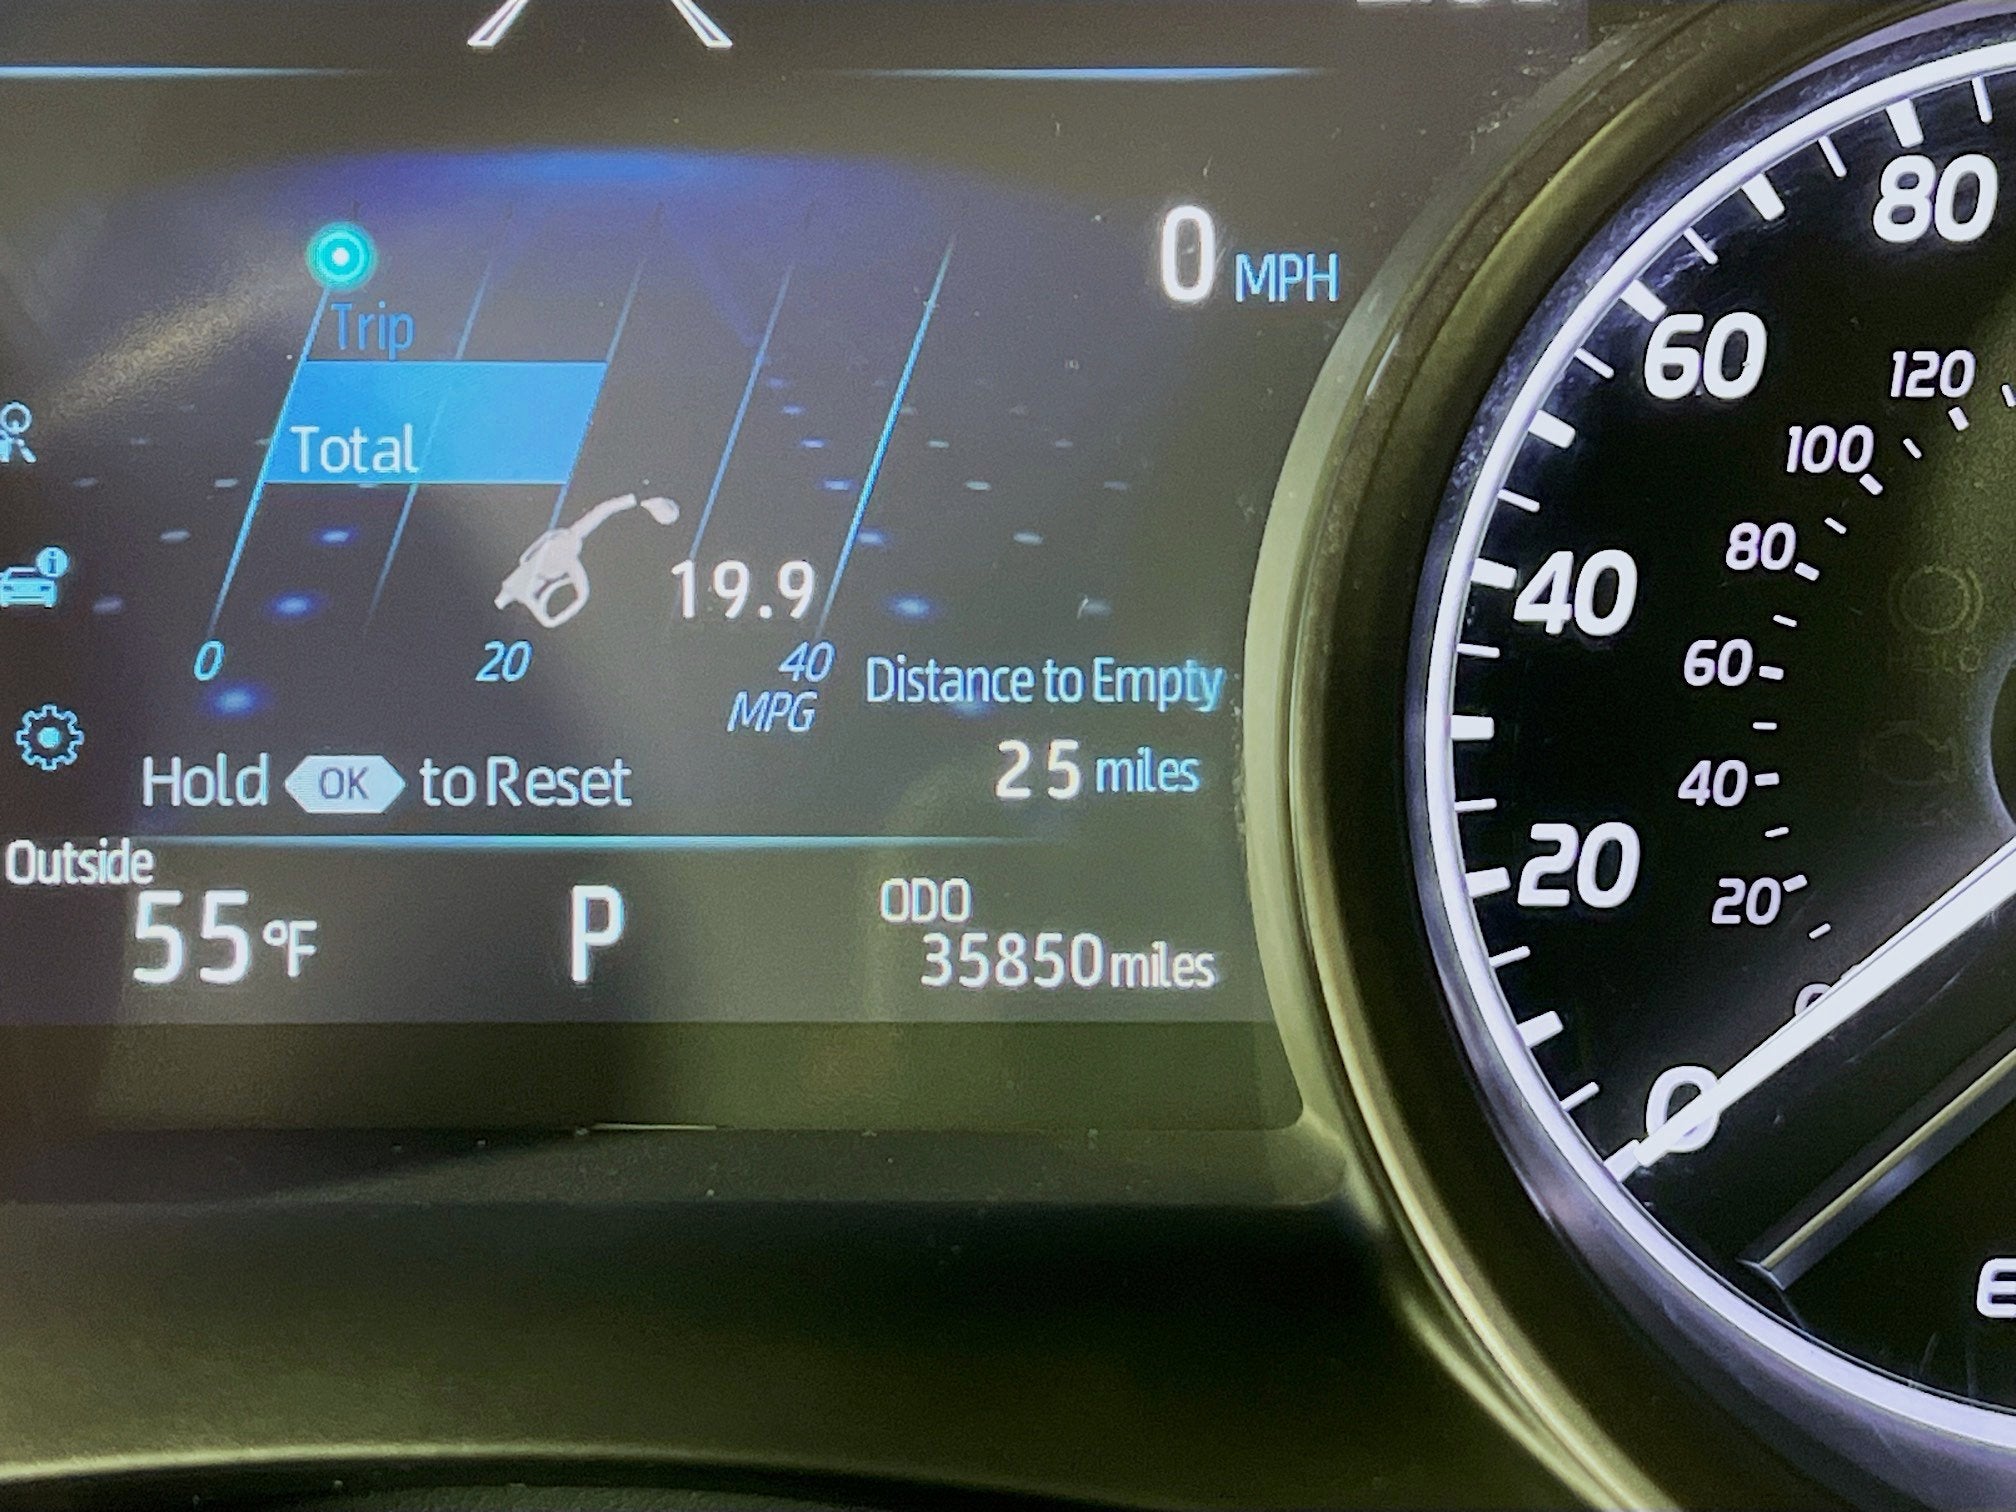 0 MPH
Trip
Total
19.9
0 20 40
MPG
Distance to Empty
25 miles
Hold OK to Reset
Outside
55 °F
P
ODO
35850 miles
80
60
40
20
0
120
100
80
60
40
20
0
E